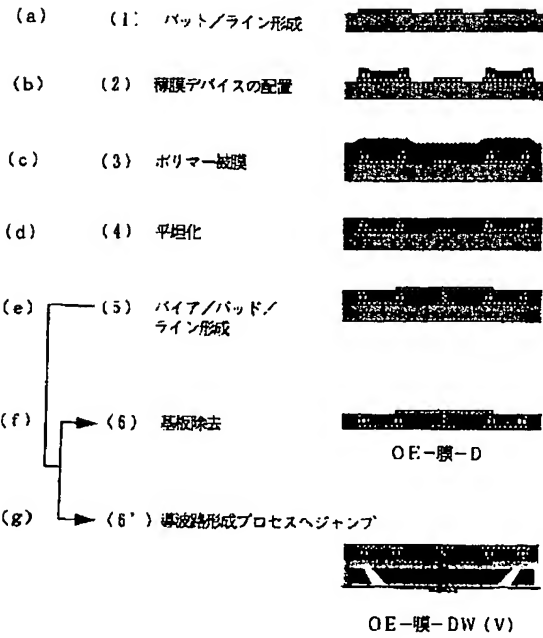 (a) (1) パット/ライン形成
(b) (2) 薄膜デバイスの配置
(c) (3) ポリマー被膜
(d) (4) 平坦化
(e) (5) バイア/パッド/
ライン形成
(f) (6) 基板除去
OE-膜-D
(g) (6') 導波路形成プロセスへジャンプ
OE-膜-DW (V)